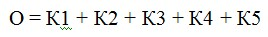 О = К1 + К2 + К3 + К4 + К5